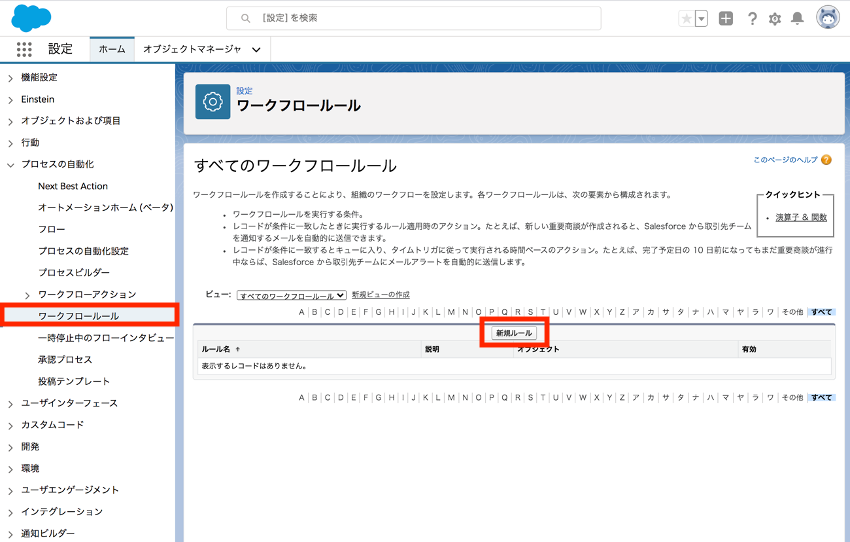 [設定] を検索
設定
ホーム
オブジェクトマネージャ
機能設定
Einstein
オブジェクトおよび項目
行動
プロセスの自動化
Next Best Action
オートメーションホーム (ベータ)
フロー
プロセスの自動化設定
プロセスビルダー
ワークフローアクション
ワークフロールール
一時停止中のフローインタビュー
承認プロセス
投稿テンプレート
ユーザインターフェース
カスタムコード
開発
環境
ユーザエンゲージメント
インテグレーション
通知ビルダー
設定
ワークフロールール
すべてのワークフロールール
このページのヘルプ
ワークフロールールを作成することにより、組織のワークフローを設定します。各ワークフロールールは、次の要素から構成されます。
クイックヒント
演算子 & 関数
• ワークフロールールを実行する条件。
• レコードが条件に一致したときに実行するルール適用時のアクション。たとえば、新しい重要商談が作成されると、Salesforce から取引先チーム
を通知するメールを自動的に送信できます。
• レコードが条件に一致するとキューに入り、タイムトリガに従って実行される時間ベースのアクション。たとえば、完了予定日の 10 日前になってもまだ重要商談が進行
中ならば、Salesforce から取引先チームにメールアラートを自動的に送信します。
ビュー: すべてのワークフロールール 新規ビューの作成
A | B | C | D | E | F | G | H | I | J | K | L | M | N | O | P | Q | R | S | T | U | V | W | X | Y | Z | ア | カ | サ | タ | ナ | ハ | マ | ヤ | ラ | ワ | その他 | すべて
新規ルール
ルール名 ↑ 説明 オブジェクト 有効
表示するレコードはありません。
A | B | C | D | E | F | G | H | I | J | K | L | M | N | O | P | Q | R | S | T | U | V | W | X | Y | Z | ア | カ | サ | タ | ナ | ハ | マ | ヤ | ラ | ワ | その他 | すべて